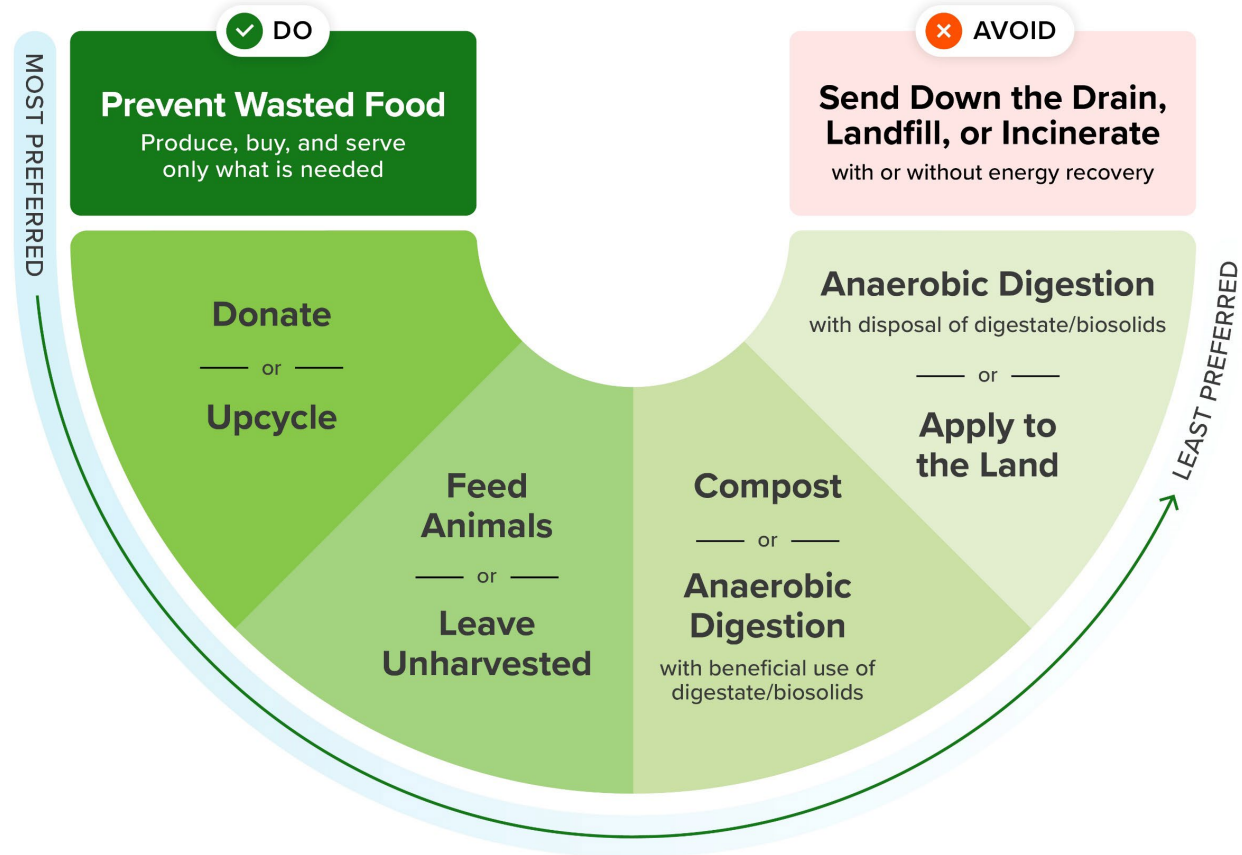 DO
Prevent Wasted Food
Produce, buy, and serve
only what is needed
AVOID
Send Down the Drain,
Landfill, or Incinerate
with or without energy recovery
MOST PREFERRED
Donate
or
Upcycle
Feed
Animals
or
Leave
Unharvested
Compost
or
Anaerobic
Digestion
with beneficial use of
digestate/biosolids
Anaerobic Digestion
with disposal of digestate/biosolids
or
Apply to
the Land
LEAST PREFERRED